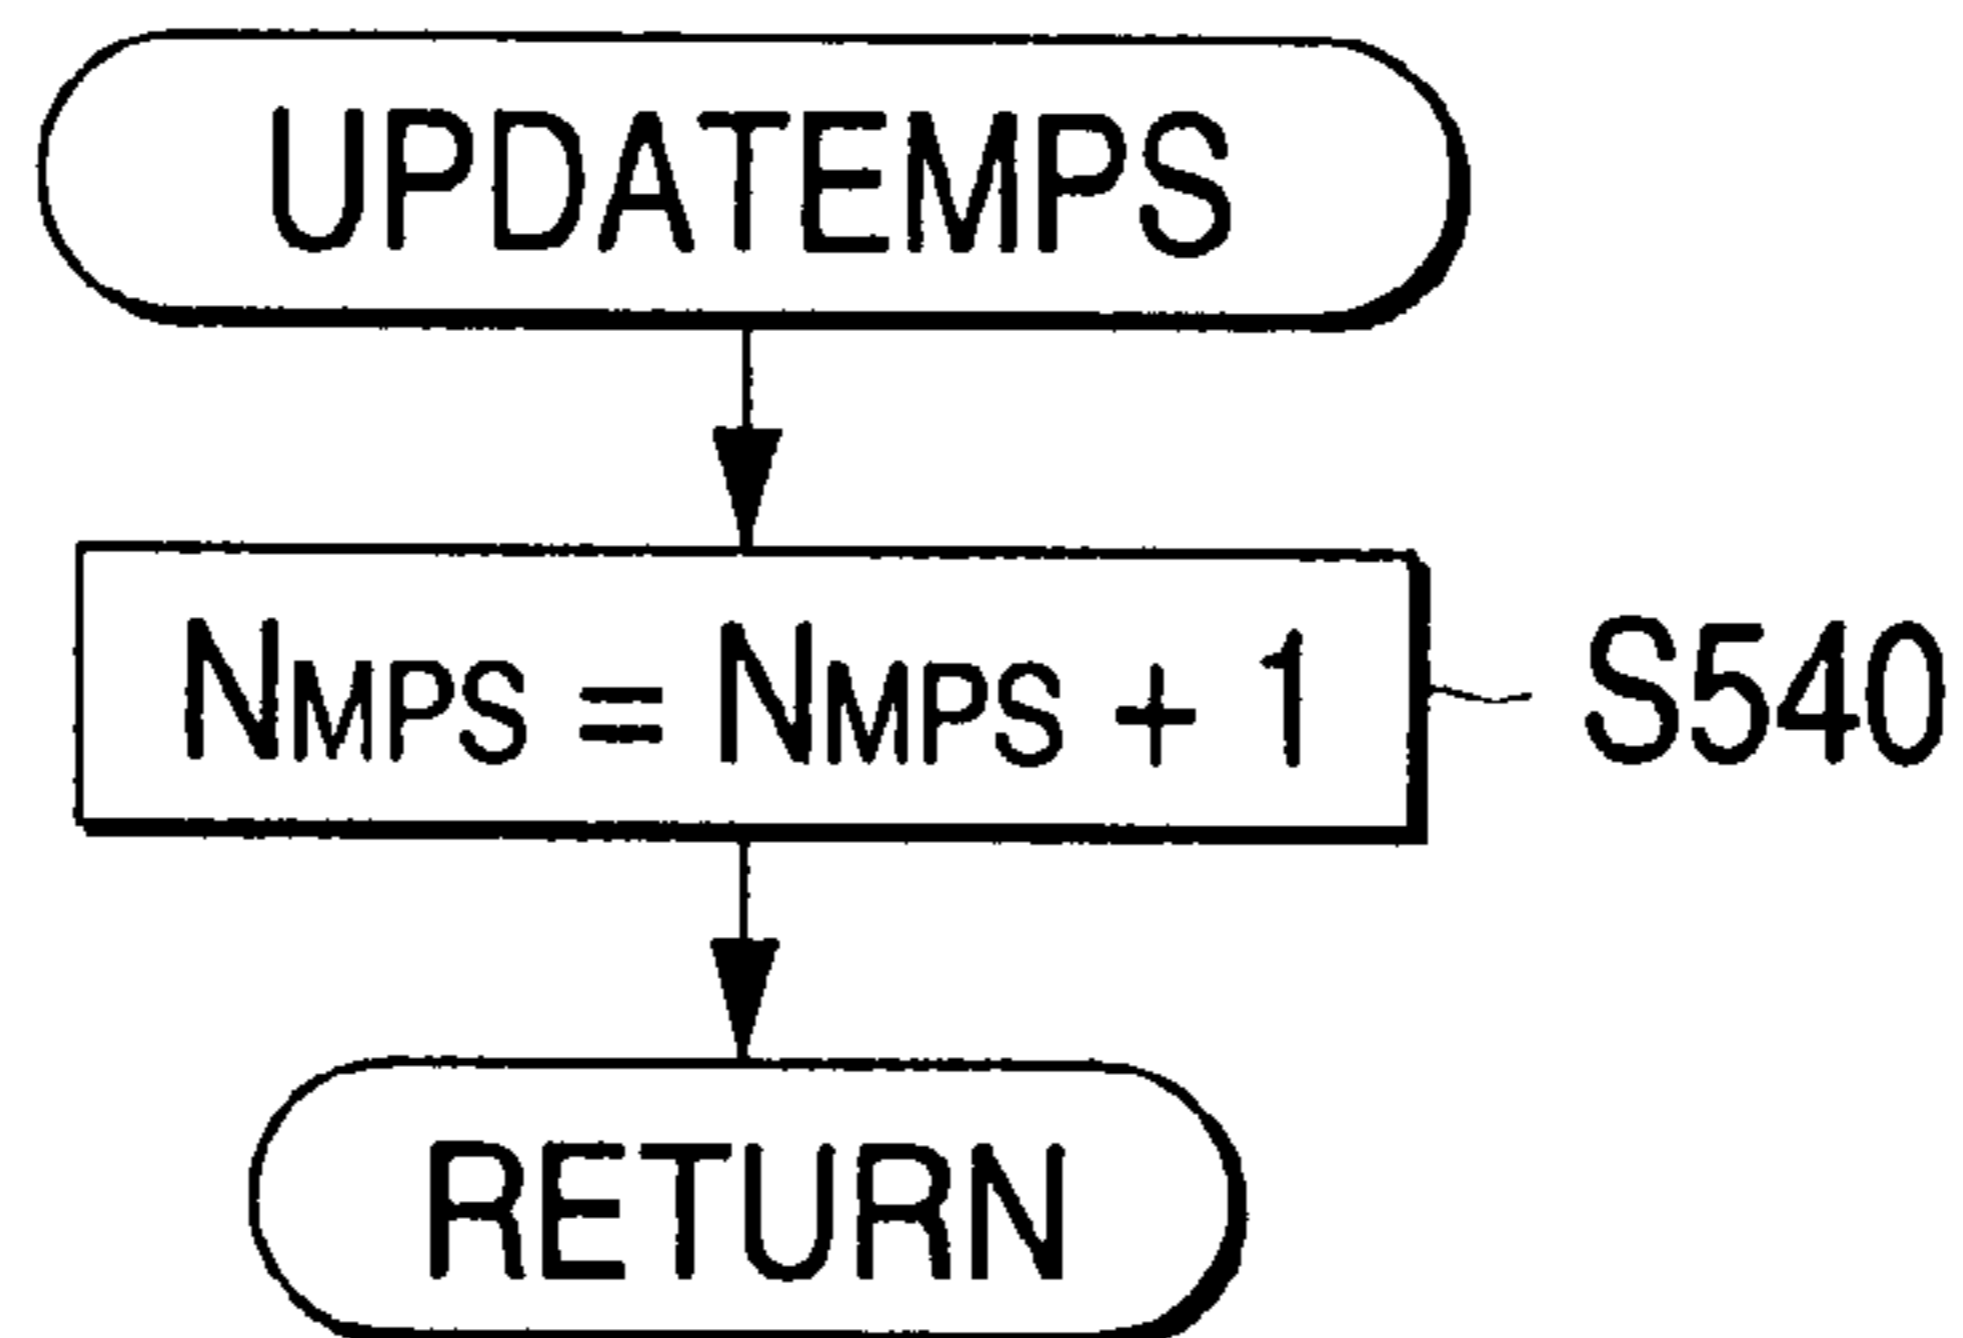 UPDATEMPS
NMPS = NMPS + 1
S540
RETURN